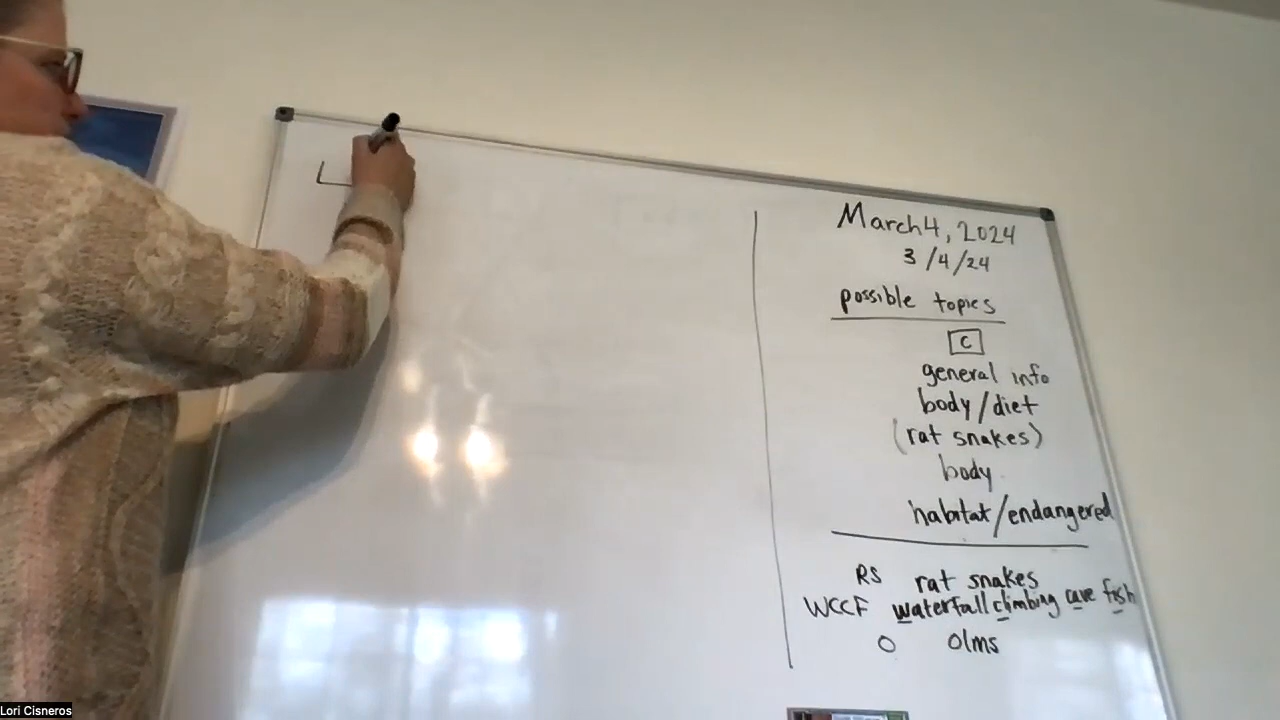 L
March 4, 2024
3/4/24
possible topics
C
general info
body/diet
(rat snakes)
body
habitat/endangered
RS rat snakes
WCCF waterfall climbing cave fish
O Olms
Lori Cisneros